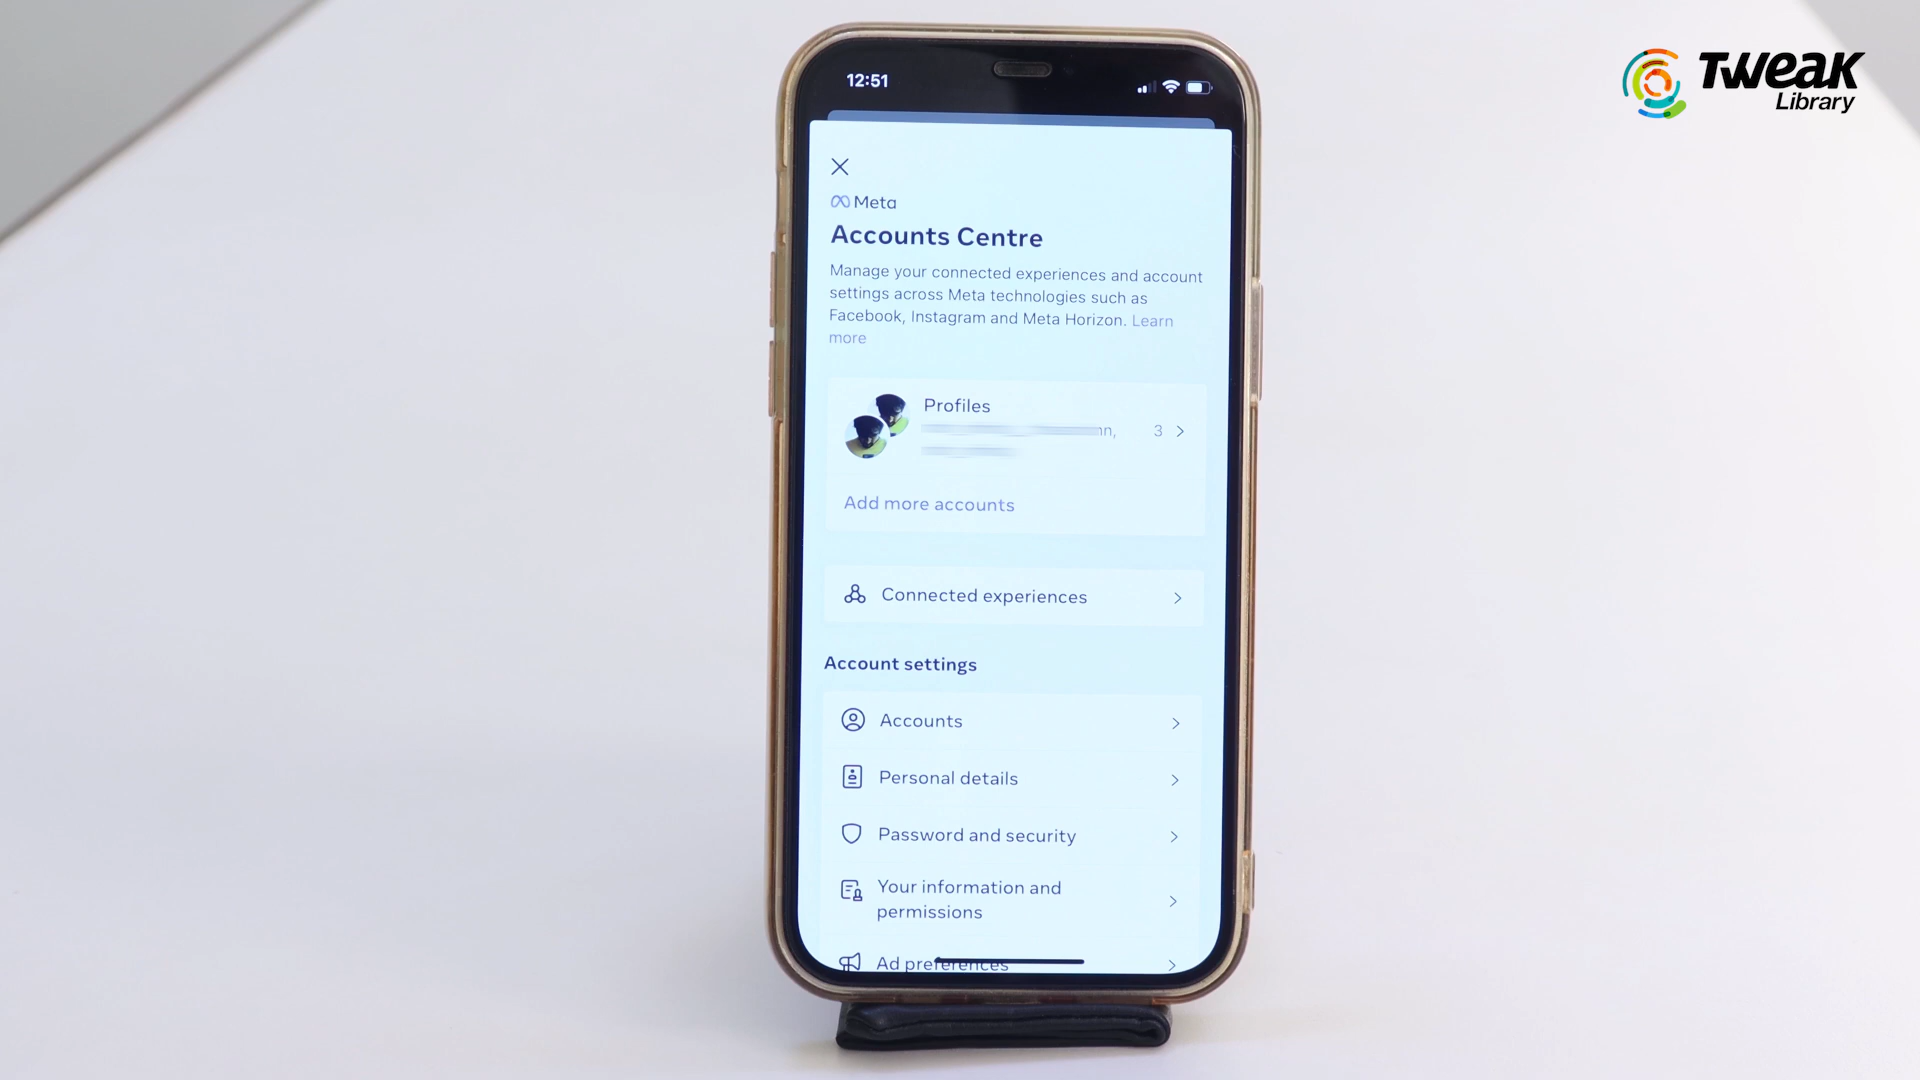 12:51
TWEAK
Library
Meta
Accounts Centre
Manage your connected experiences and account
settings across Meta technologies such as
Facebook, Instagram and Meta Horizon. Learn
more
Profiles
3
Add more accounts
Connected experiences
Account settings
Accounts
Personal details
Password and security
Your information and
permissions
Ad preferences